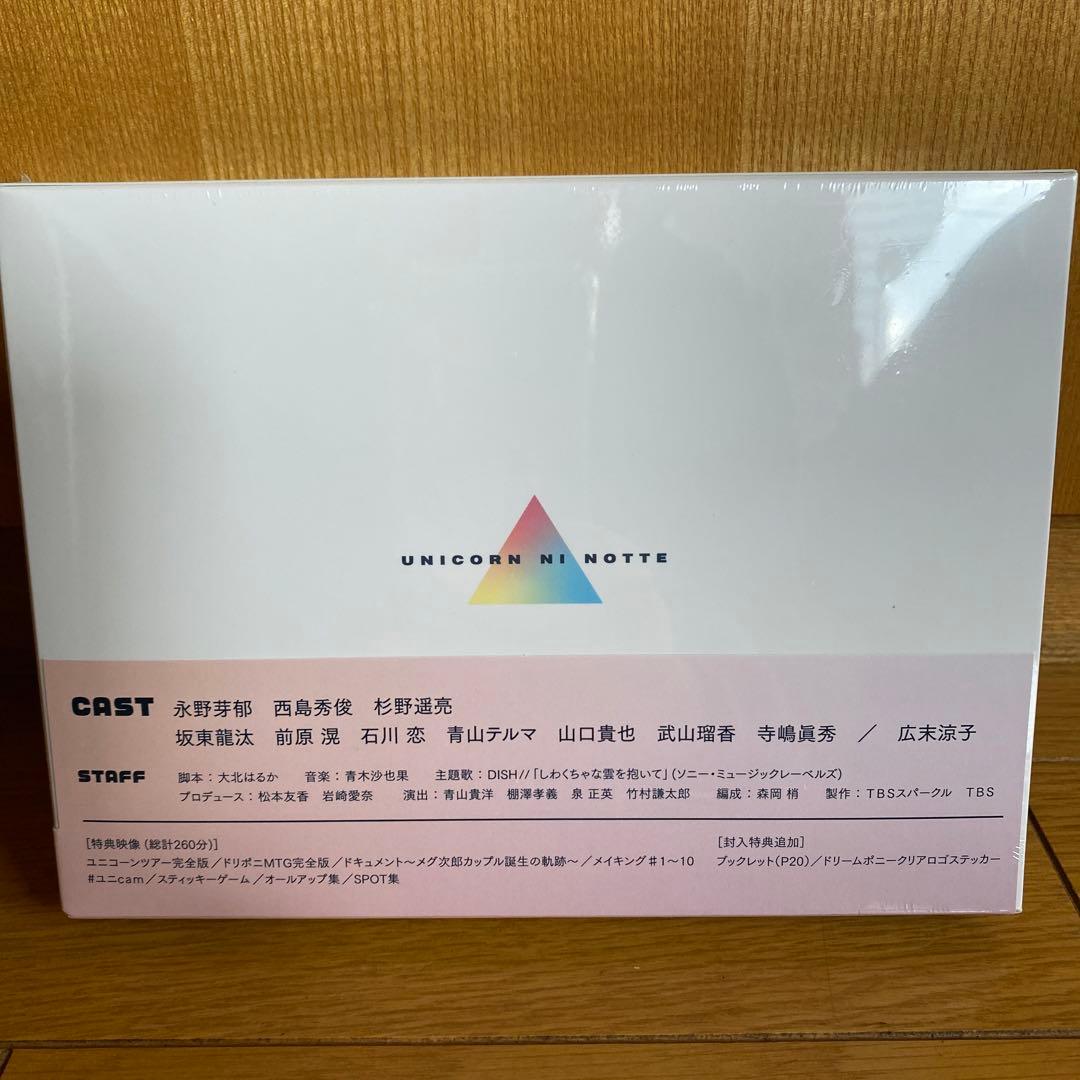 UNICORN NI NOTTE
CAST 永野芽郁 西島秀俊 杉野遥亮
坂東龍汰 前原 滉 石川 恋 青山テルマ 山口貴也 武山瑠香 寺嶋眞秀 ／ 広末涼子
STAFF 脚本：大北はるか 音楽：青木沙也果 主題歌：DISH//「しわくちゃな雲を抱いて」(ソニー・ミュージックレーベルズ)
プロデュース：松本友香 岩崎愛奈 演出：青山貴洋 棚澤孝義 泉 正英 竹村謙太郎 編成：森岡 梢 製作：TBSスパークル TBS
［特典映像（総計260分）］
ユニコーンツアー完全版／ドリポニMTG完全版／ドキュメント〜メグ次郎カップル誕生の軌跡〜／メイキング♯1〜10
#ユニcam／スティッキーゲーム／オールアップ集／SPOT集
［封入特典追加］
ブックレット(P20)／ドリームポニークリアロゴステッカー